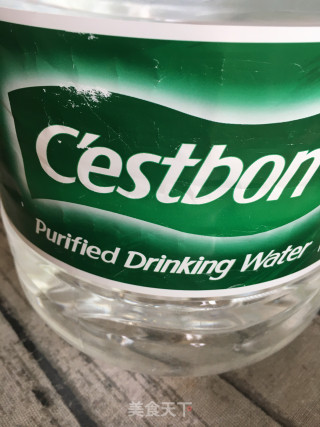 C'estbon
Purified Drinking Water
美食天下